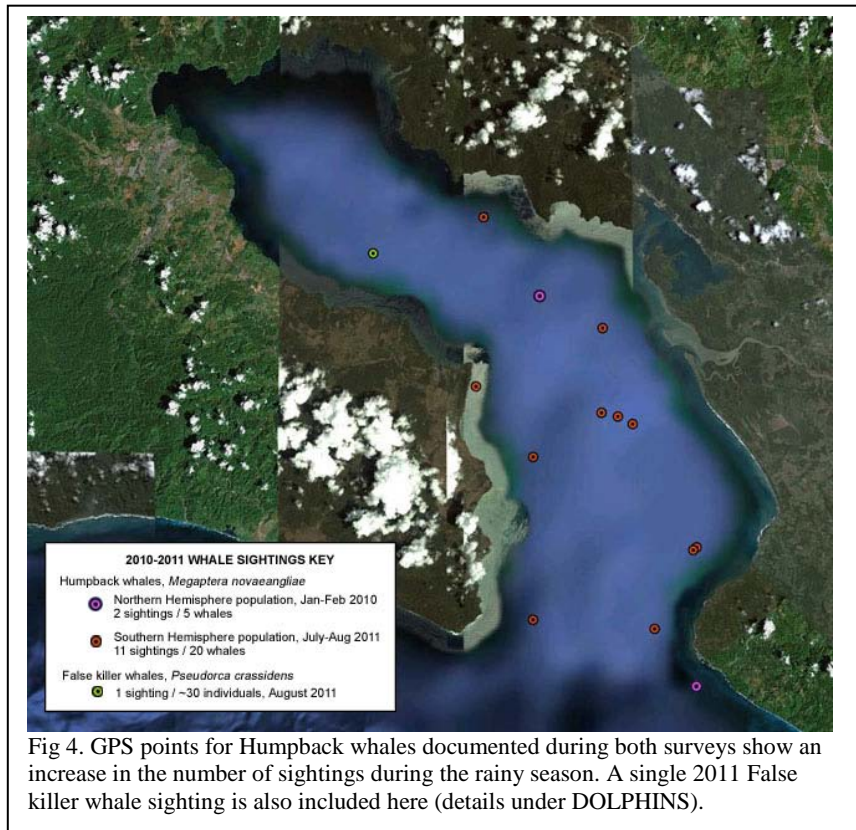 2010-2011 WHALE SIGHTINGS KEY
Humpback whales, Megaptera novaeangliae
Northern Hemisphere population, Jan-Feb 2010
2 sightings / 5 whales
Southern Hemisphere population, July-Aug 2011
11 sightings / 20 whales
False killer whales, Pseudorca crassidens
1 sighting / ~30 individuals, August 2011
Fig 4. GPS points for Humpback whales documented during both surveys show an
increase in the number of sightings during the rainy season. A single 2011 False
killer whale sighting is also included here (details under DOLPHINS).